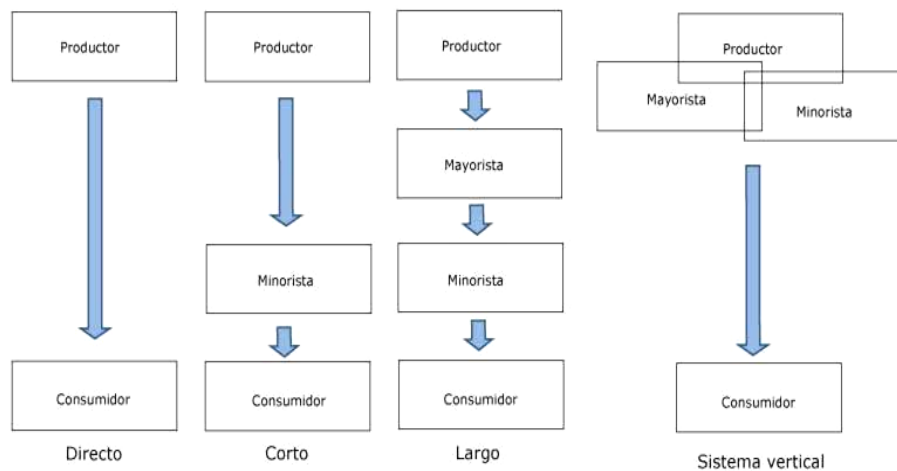 Productor
Consumidor
Directo
Productor
Minorista
Consumidor
Corto
Productor
Mayorista
Minorista
Consumidor
Largo
Productor
Mayorista
Minorista
Consumidor
Sistema vertical